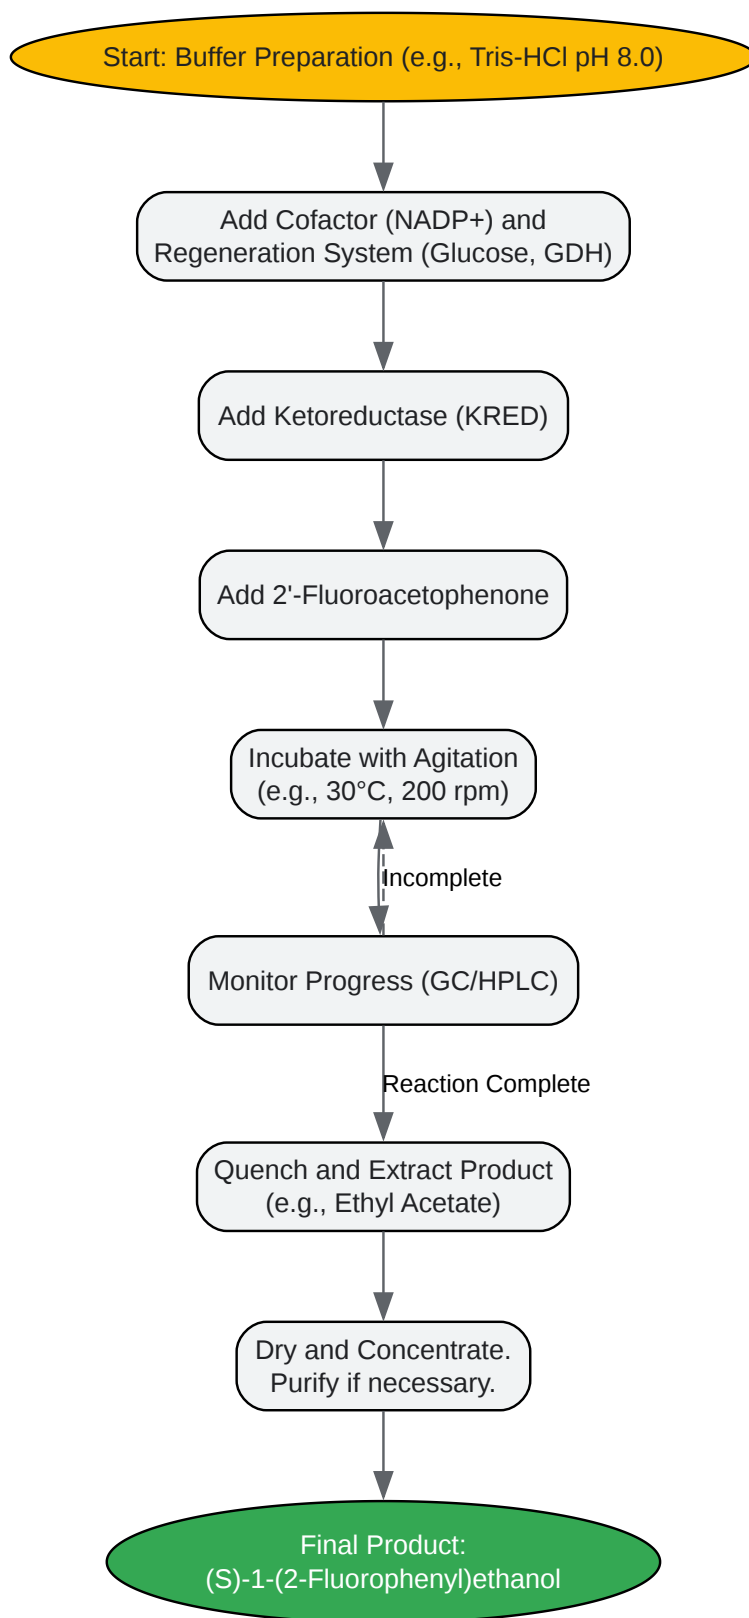 Start: Buffer Preparation (e.g., Tris-HCl pH 8.0)
Add Cofactor (NADP+) and
Regeneration System (Glucose, GDH)
Add Ketoreductase (KRED)
Add 2'-Fluoroacetophenone
Incubate with Agitation
(e.g., 30°C, 200 rpm)
Incomplete
Monitor Progress (GC/HPLC)
Reaction Complete
Quench and Extract Product
(e.g., Ethyl Acetate)
Dry and Concentrate.
Purify if necessary.
Final Product:
(S)-1-(2-Fluorophenyl)ethanol